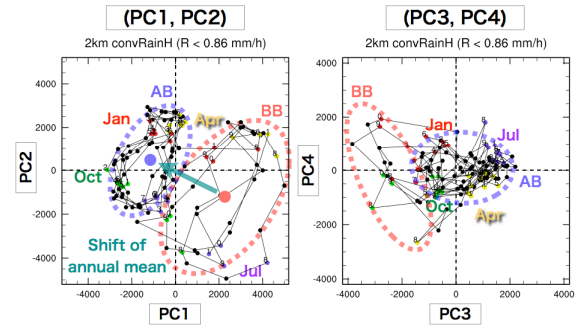 (PC1, PC2)
(PC3, PC4)
2km convRainH (R < 0.86 mm/h)
2km convRainH (R < 0.86 mm/h)
4000
2000
0
-2000
-4000
PC2
AB
BB
Jan
Apr
Oct
Shift of
annual mean
Jul
-4000 -2000 0 2000 4000
PC1
4000
2000
0
-2000
-4000
PC4
BB
Jan
Jul
AB
Oct
Apr
-4000 -2000 0 2000 4000
PC3